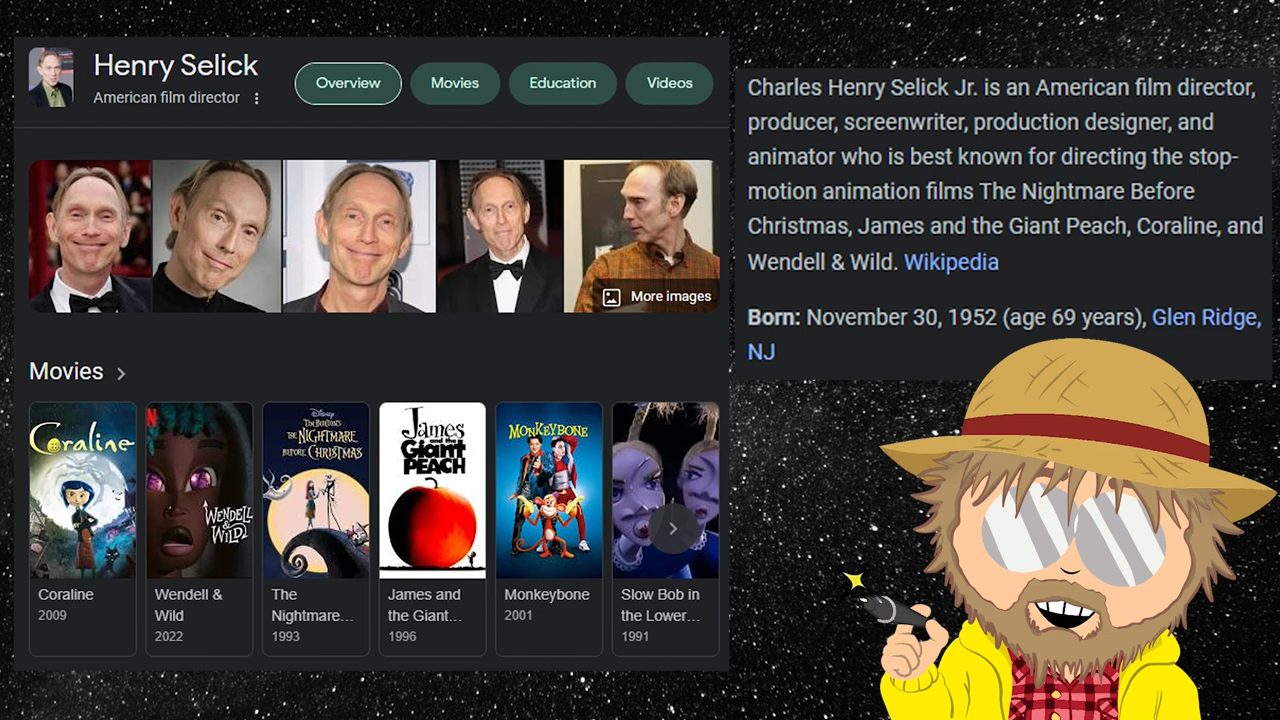 Henry Selick
American film director
Overview
Movies
Education
Videos
More images
Movies
Coraline
N
WENDELL
& WILD
Disney
TIM BURTON'S
THE NIGHTMARE
BEFORE CHRISTMAS
James
and the
Giant
PEACH
MONKEYBONE
Coraline
2009
Wendell &
Wild
2022
The
Nightmare...
1993
James and
the Giant...
1996
Monkeybone
2001
Slow Bob in
the Lower...
1991
Charles Henry Selick Jr. is an American film director,
producer, screenwriter, production designer, and
animator who is best known for directing the stop-
motion animation films The Nightmare Before
Christmas, James and the Giant Peach, Coraline, and
Wendell & Wild. Wikipedia
Born: November 30, 1952 (age 69 years), Glen Ridge,
NJ